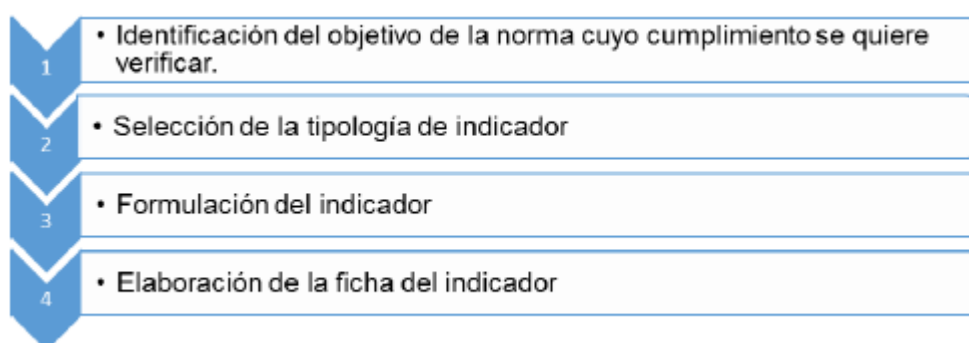 1
• Identificación del objetivo de la norma cuyo cumplimiento se quiere
verificar.
2
• Selección de la tipología de indicador
3
• Formulación del indicador
4
• Elaboración de la ficha del indicador